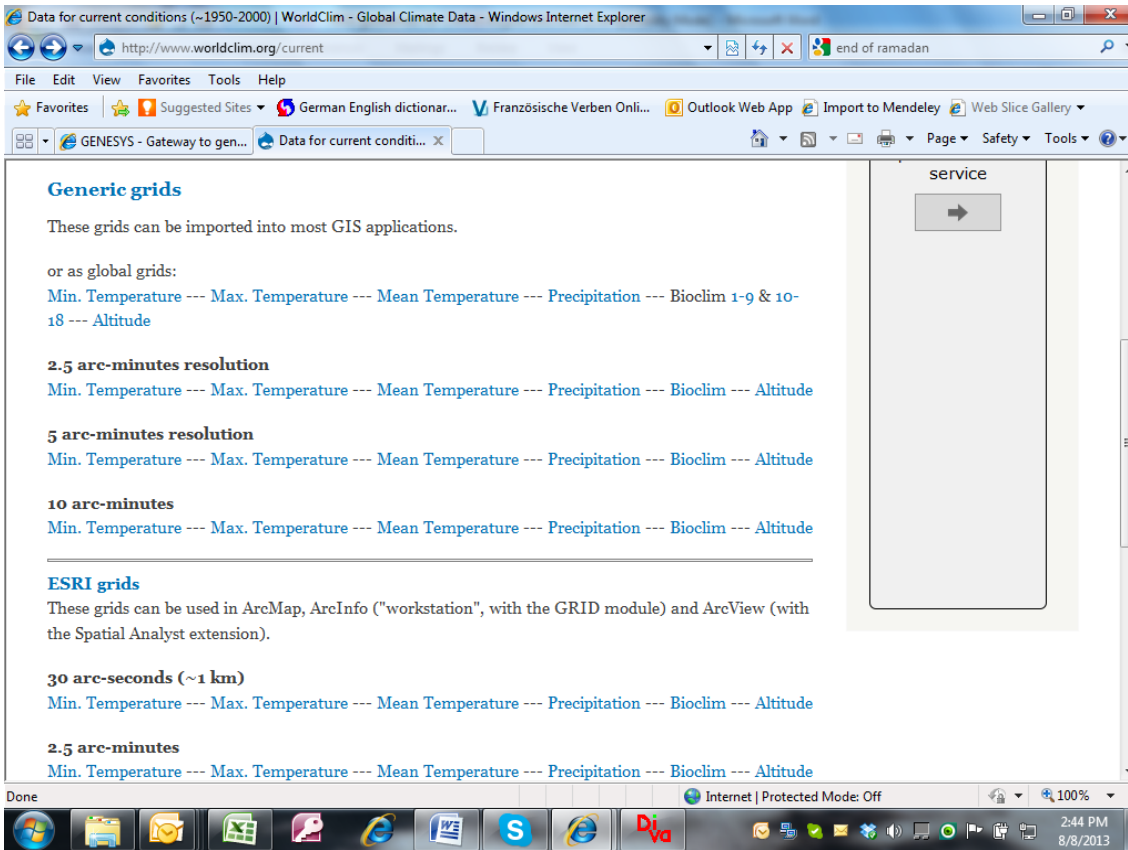 Data for current conditions (~1950-2000) | WorldClim - Global Climate Data - Windows Internet Explorer
http://www.worldclim.org/current
end of ramadan
File Edit View Favorites Tools Help
Favorites Suggested Sites German English dictionar... Französische Verben Onli... Outlook Web App Import to Mendeley Web Slice Gallery
GENESYS - Gateway to gen... Data for current conditi... X Page Safety Tools
service
Generic grids
These grids can be imported into most GIS applications.
or as global grids:
Min. Temperature --- Max. Temperature --- Mean Temperature --- Precipitation --- Bioclim 1-9 & 10-
18 --- Altitude
2.5 arc-minutes resolution
Min. Temperature --- Max. Temperature --- Mean Temperature --- Precipitation --- Bioclim --- Altitude
5 arc-minutes resolution
Min. Temperature --- Max. Temperature --- Mean Temperature --- Precipitation --- Bioclim --- Altitude
10 arc-minutes
Min. Temperature --- Max. Temperature --- Mean Temperature --- Precipitation --- Bioclim --- Altitude
ESRI grids
These grids can be used in ArcMap, ArcInfo ("workstation", with the GRID module) and ArcView (with
the Spatial Analyst extension).
30 arc-seconds (~1 km)
Min. Temperature --- Max. Temperature --- Mean Temperature --- Precipitation --- Bioclim --- Altitude
2.5 arc-minutes
Min. Temperature --- Max. Temperature --- Mean Temperature --- Precipitation --- Bioclim --- Altitude
Done Internet | Protected Mode: Off 100%
Diva
2:44 PM
8/8/2013